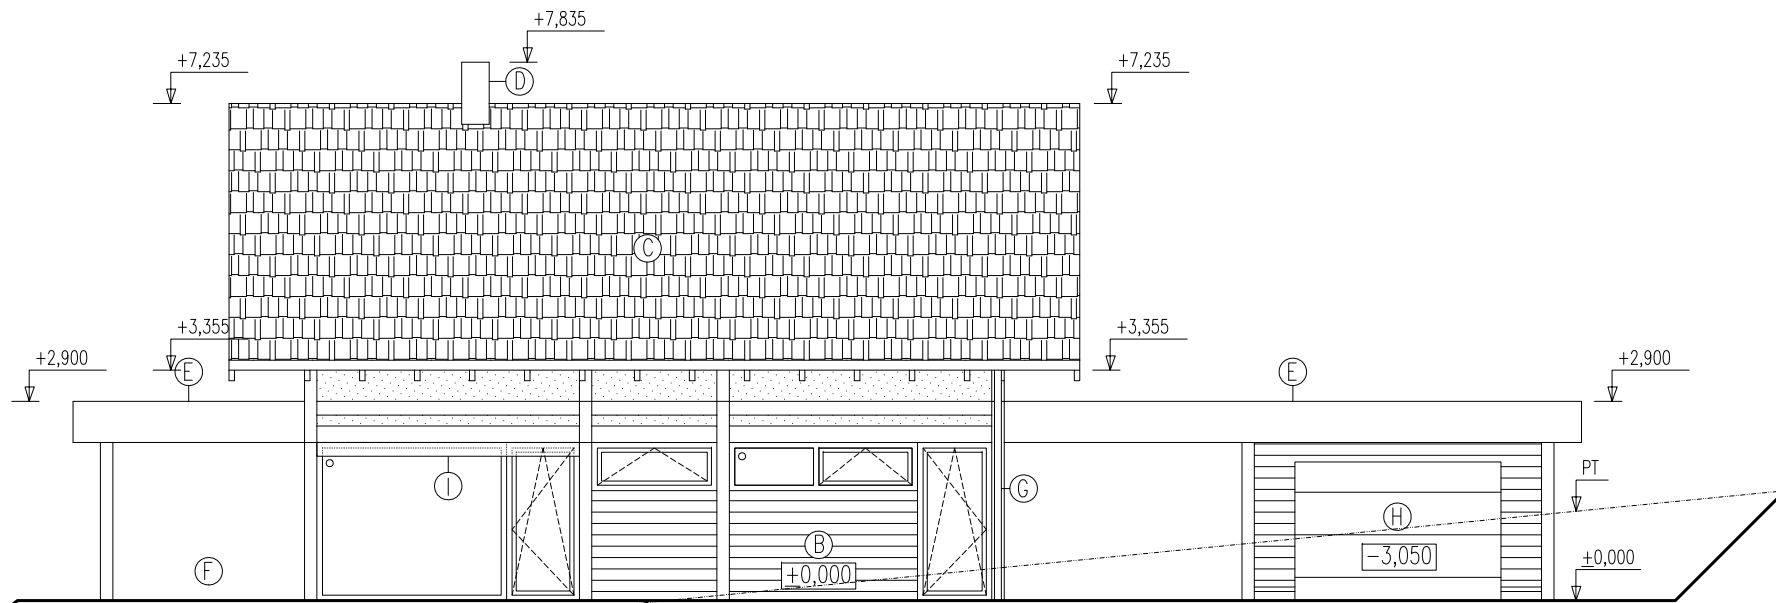 +7,835
+7,235
+7,235
D
C
+3,355
+3,355
+2,900
E
E
+2,900
I
G
PT
H
B
-3,050
F
+0,000
+0,000